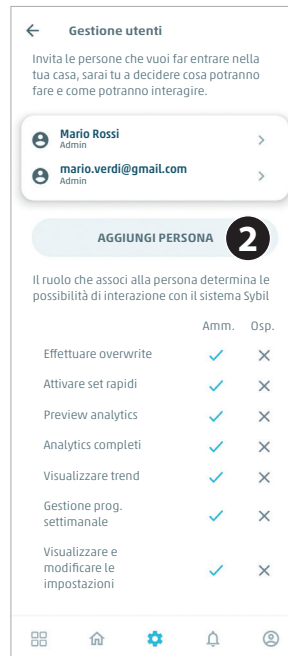 Gestione utenti
Invita le persone che vuoi far entrare nella
tua casa, sarai tu a decidere cosa potranno
fare e come potranno interagire.
Mario Rossi
Admin
mario.verdi@gmail.com
Admin
AGGIUNGI PERSONA
2
Il ruolo che associ alla persona determina le
possibilità di interazione con il sistema Sybil
Amm. Osp.
Effettuare overwrite
Attivare set rapidi
Preview analytics
Analytics completi
Visualizzare trend
Gestione prog.
settimanale
Visualizzare e
modificare le
impostazioni